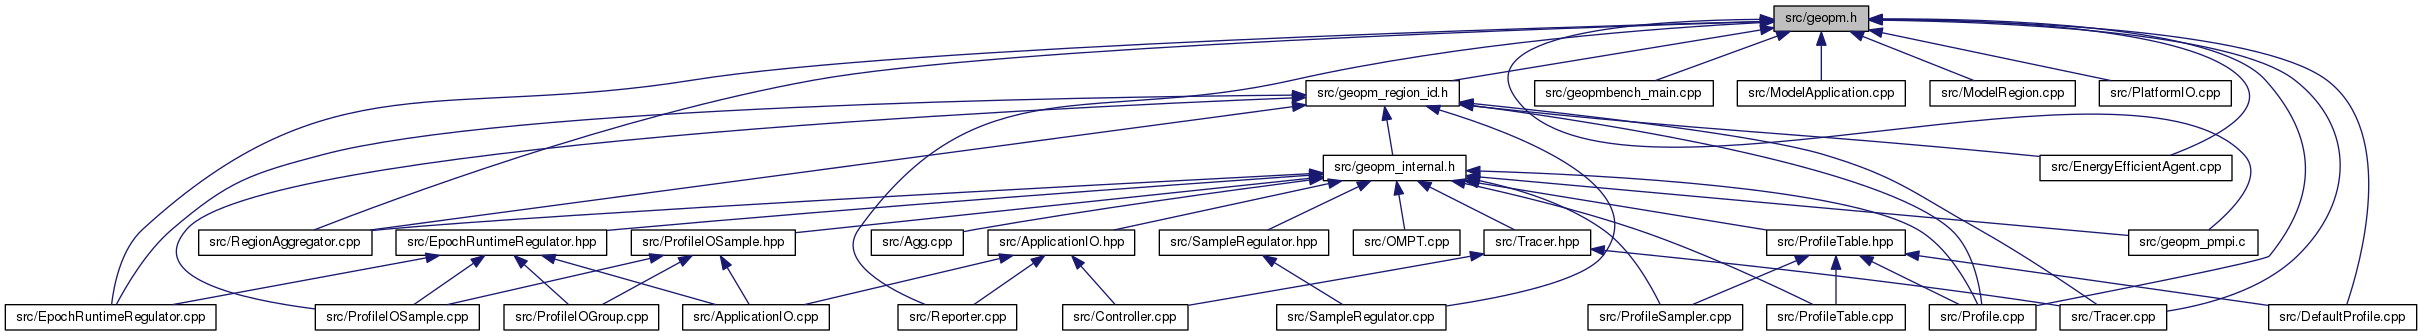 src/geopm.h
src/geopm_region_id.h
src/geopmbench_main.cpp
src/ModelApplication.cpp
src/ModelRegion.cpp
src/PlatformIO.cpp
src/geopm_internal.h
src/EnergyEfficientAgent.cpp
src/RegionAggregator.cpp
src/EpochRuntimeRegulator.hpp
src/ProfileIOSample.hpp
src/Agg.cpp
src/ApplicationIO.hpp
src/SampleRegulator.hpp
src/OMPT.cpp
src/Tracer.hpp
src/ProfileTable.hpp
src/geopm_pmpi.c
src/EpochRuntimeRegulator.cpp
src/ProfileIOSample.cpp
src/ProfileIOGroup.cpp
src/ApplicationIO.cpp
src/Reporter.cpp
src/Controller.cpp
src/SampleRegulator.cpp
src/ProfileSampler.cpp
src/ProfileTable.cpp
src/Profile.cpp
src/Tracer.cpp
src/DefaultProfile.cpp